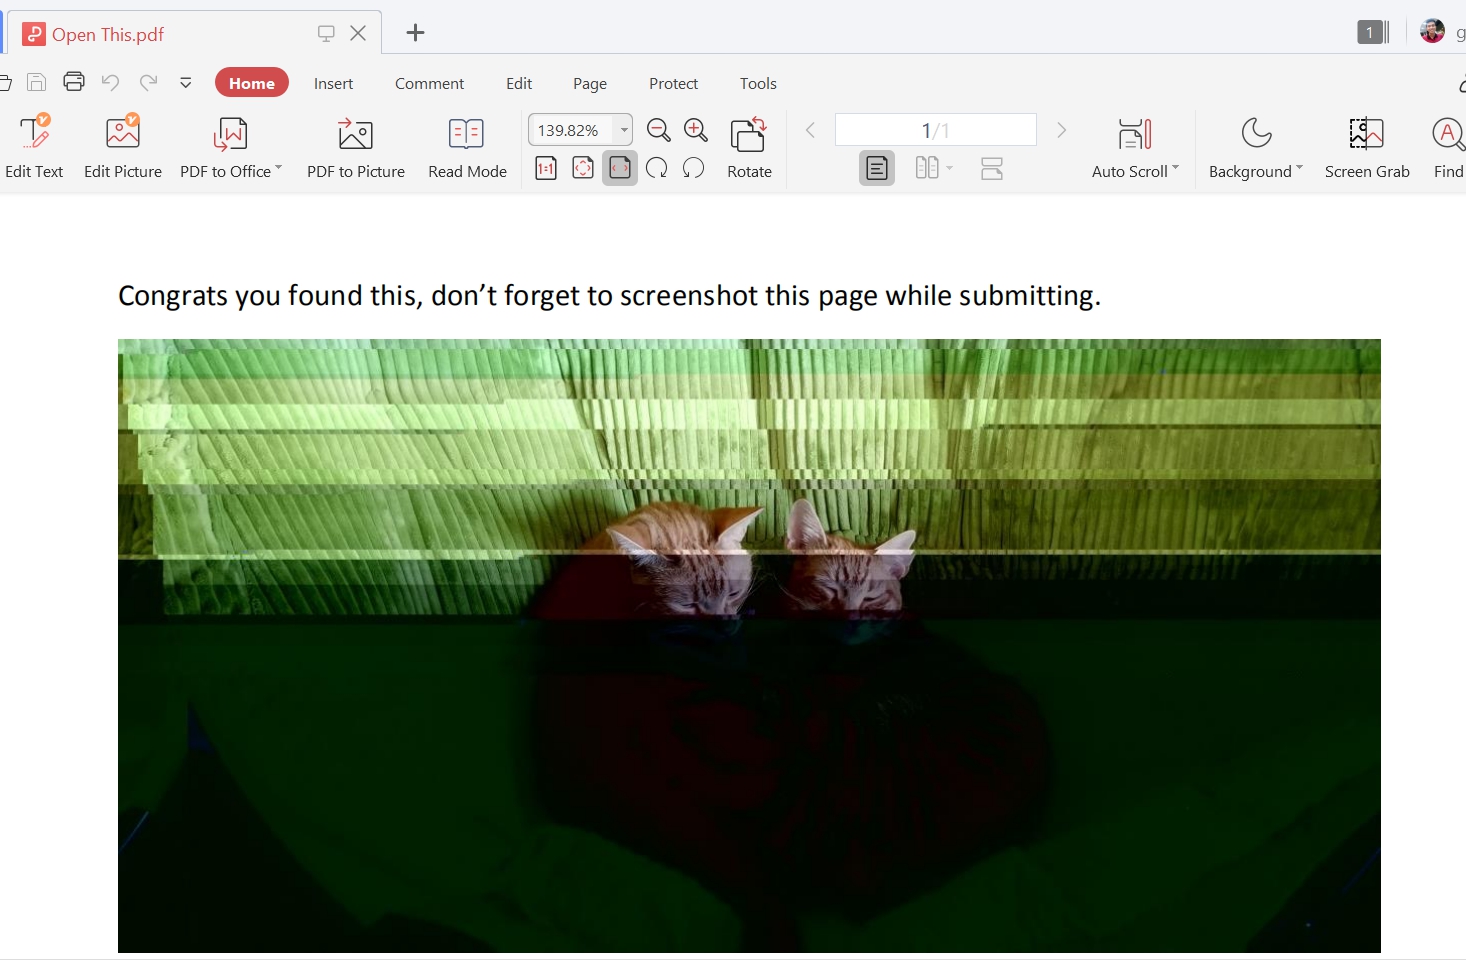 Open This.pdf
1
g
Home
Insert
Comment
Edit
Page
Protect
Tools
139.82%
1/1
1:1
Edit Text
Edit Picture
PDF to Office
PDF to Picture
Read Mode
Rotate
Auto Scroll
Background
Screen Grab
Find
Congrats you found this, don’t forget to screenshot this page while submitting.